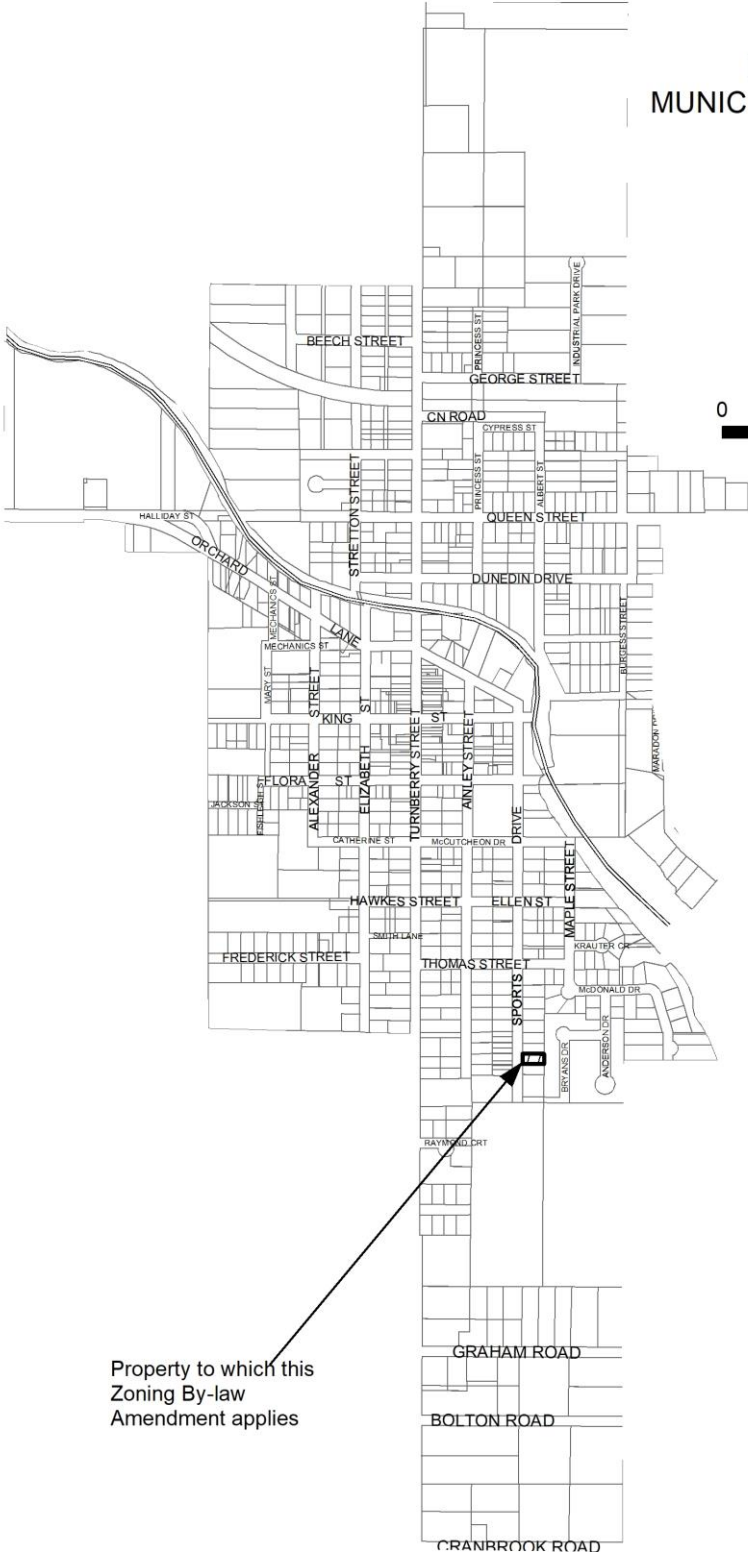 MUNIC
PRINCESS ST
INDUSTRIAL PARK DRIVE
BEECH STREET
GEORGE STREET
0
CN ROAD
CYPRESS ST
STRETTON STREET
PRINCESS ST
ALBERT ST
HALLIDAY ST
QUEEN STREET
ORCHARD
LANE
DUNEDIN DRIVE
MECHANICS ST
MECHANICS ST
BURGESS STREET
MARY ST
ALEXANDER
STREET
KING
ST
ELIZABETH
ST
TURNBERRY STREET
AINLEY STREET
FLORA
ST
JACKSON
CATHERINE ST
McCUTCHEON DR
SPORTS
DRIVE
HAWKES STREET
ELLEN ST
MAPLE STREET
SMITH LANE
KRAUTER CR
FREDERICK STREET
THOMAS STREET
McDONALD DR
BRYANS DR
ANDERSON DR
RAYMOND CRT
Property to which this
Zoning By-law
Amendment applies
GRAHAM ROAD
BOLTON ROAD
CRANBROOK ROAD